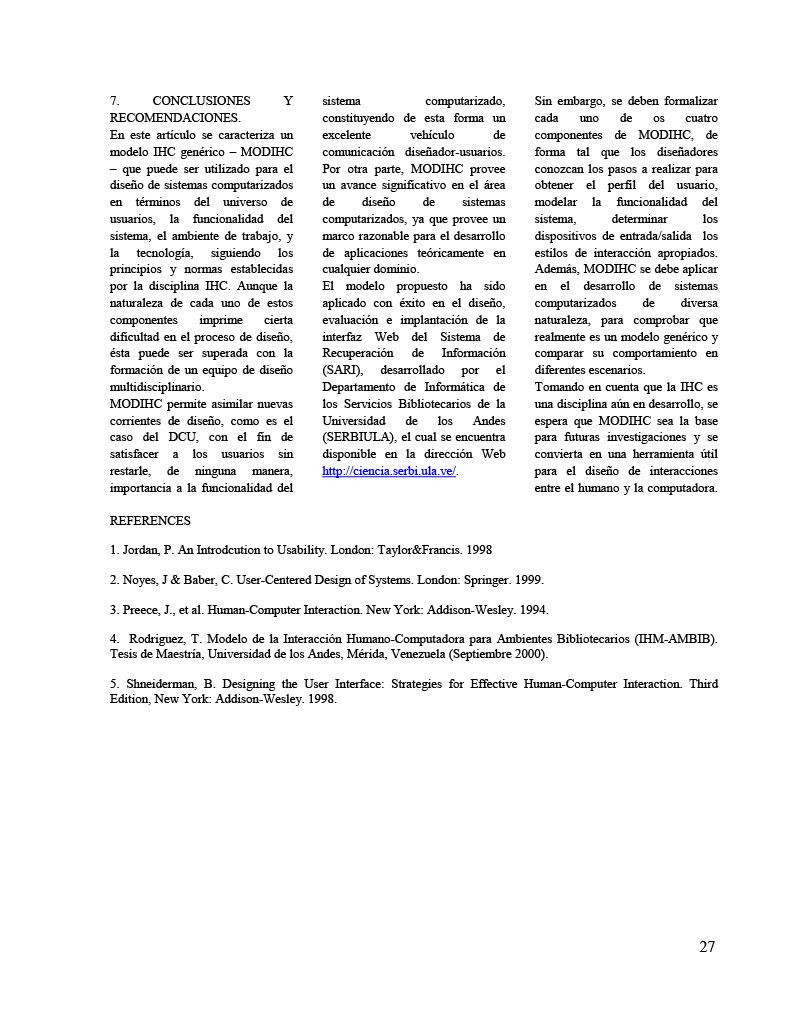 7. CONCLUSIONES Y
RECOMENDACIONES.
En este artículo se caracteriza un
modelo IHC genérico – MODIHC
– que puede ser utilizado para el
diseño de sistemas computarizados
en términos del universo de
usuarios, la funcionalidad del
sistema, el ambiente de trabajo, y
la tecnología, siguiendo los
principios y normas establecidas
por la disciplina IHC. Aunque la
naturaleza de cada uno de estos
componentes imprime cierta
dificultad en el proceso de diseño,
ésta puede ser superada con la
formación de un equipo de diseño
multidisciplinario.
MODIHC permite asimilar nuevas
corrientes de diseño, como es el
caso del DCU, con el fin de
satisfacer a los usuarios sin
restarle, de ninguna manera,
importancia a la funcionalidad del
sistema computarizado,
constituyendo de esta forma un
excelente vehículo de
comunicación diseñador-usuarios.
Por otra parte, MODIHC provee
un avance significativo en el área
de diseño de sistemas
computarizados, ya que provee un
marco razonable para el desarrollo
de aplicaciones teóricamente en
cualquier dominio.
El modelo propuesto ha sido
aplicado con éxito en el diseño,
evaluación e implantación de la
interfaz Web del Sistema de
Recuperación de Información
(SARI), desarrollado por el
Departamento de Informática de
los Servicios Bibliotecarios de la
Universidad de los Andes
(SERBIULA), el cual se encuentra
disponible en la dirección Web
http://ciencia.serbi.ula.ve/.
Sin embargo, se deben formalizar
cada uno de os cuatro
componentes de MODIHC, de
forma tal que los diseñadores
conozcan los pasos a realizar para
obtener el perfil del usuario,
modelar la funcionalidad del
sistema, determinar los
dispositivos de entrada/salida los
estilos de interacción apropiados.
Además, MODIHC se debe aplicar
en el desarrollo de sistemas
computarizados de diversa
naturaleza, para comprobar que
realmente es un modelo genérico y
comparar su comportamiento en
diferentes escenarios.
Tomando en cuenta que la IHC es
una disciplina aún en desarrollo, se
espera que MODIHC sea la base
para futuras investigaciones y se
convierta en una herramienta útil
para el diseño de interacciones
entre el humano y la computadora.
REFERENCES
1. Jordan, P. An Introdcution to Usability. London: Taylor&Francis. 1998
2. Noyes, J & Baber, C. User-Centered Design of Systems. London: Springer. 1999.
3. Preece, J., et al. Human-Computer Interaction. New York: Addison-Wesley. 1994.
4. Rodríguez, T. Modelo de la Interacción Humano-Computadora para Ambientes Bibliotecarios (IHM-AMBIB).
Tesis de Maestría, Universidad de los Andes, Mérida, Venezuela (Septiembre 2000).
5. Shneiderman, B. Designing the User Interface: Strategies for Effective Human-Computer Interaction. Third
Edition, New York: Addison-Wesley. 1998.
27